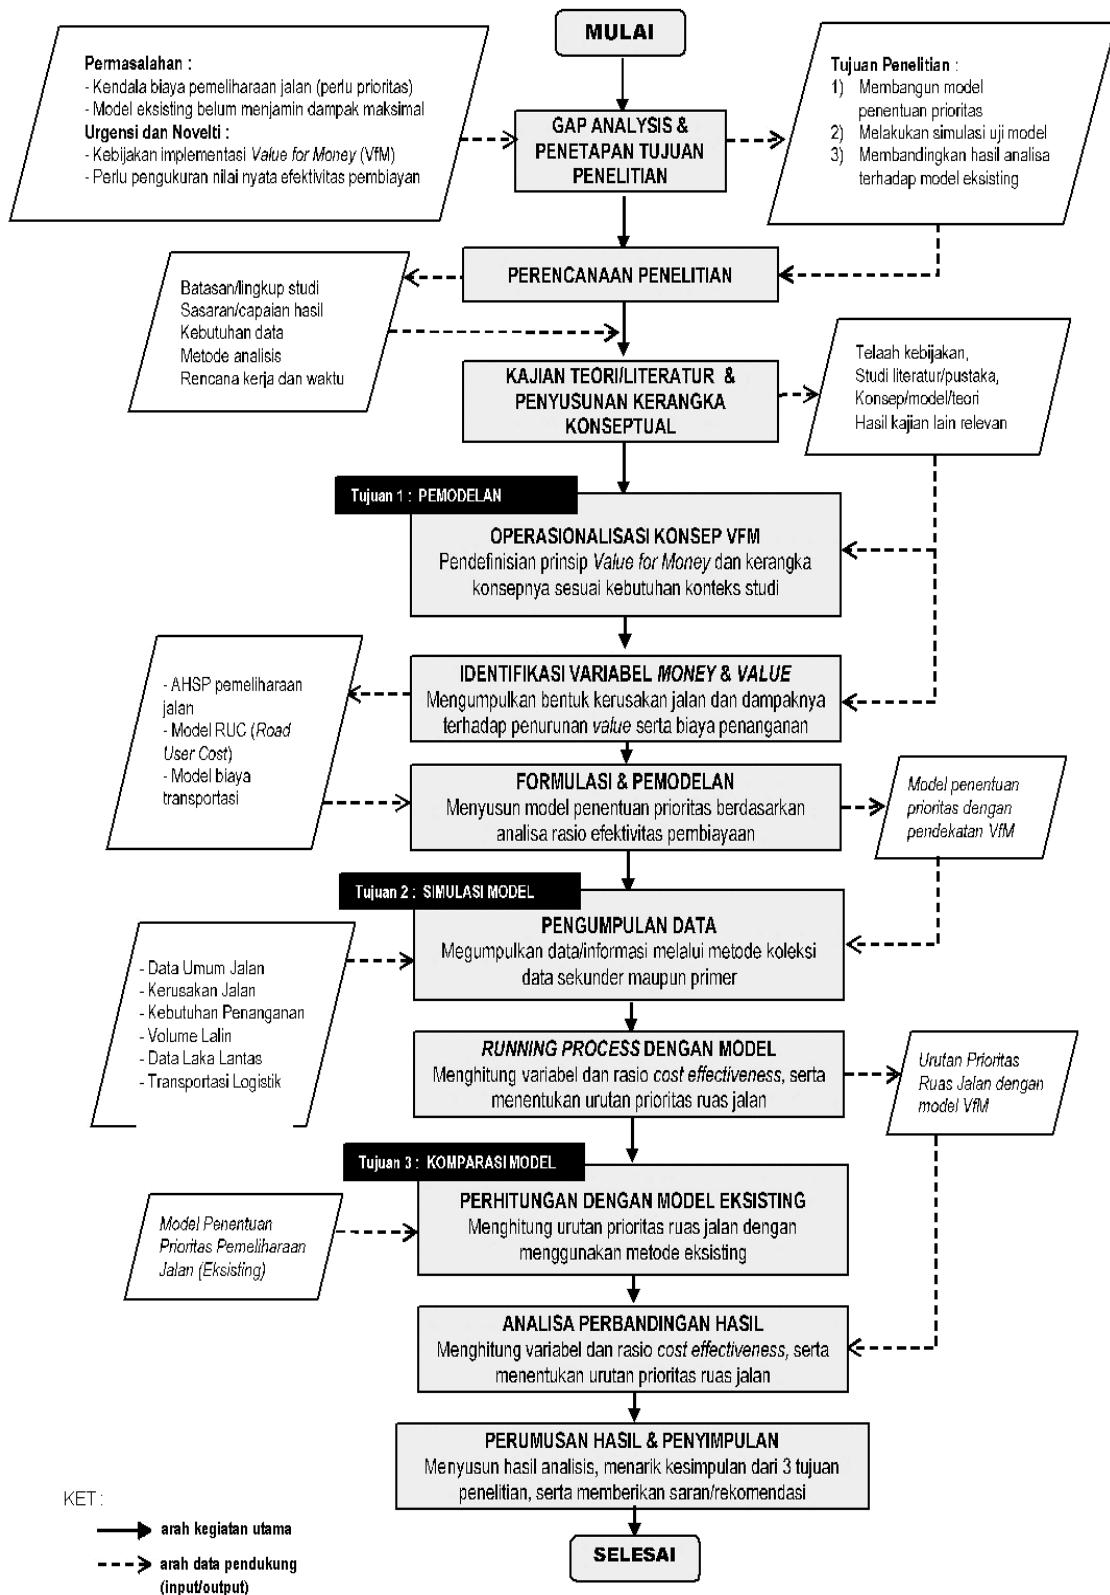 MULAI
Permasalahan :
- Kendala biaya pemeliharaan jalan (perlu prioritas)
- Model eksisting belum menjamin dampak maksimal
Urgensi dan Novelti :
- Kebijakan implementasi Value for Money (VfM)
- Perlu pengukuran nilai nyata efektivitas pembiayan
GAP ANALYSIS &
PENETAPAN TUJUAN
PENELITIAN
Tujuan Penelitian :
1) Membangun model
penentuan prioritas
2) Melakukan simulasi uji model
3) Membandingkan hasil analisa
terhadap model eksisting
PERENCANAAN PENELITIAN
Batasan/lingkup studi
Sasaran/capaian hasil
Kebutuhan data
Metode analisis
Rencana kerja dan waktu
KAJIAN TEORI/LITERATUR &
PENYUSUNAN KERANGKA
KONSEPTUAL
Telaah kebijakan,
Studi literatur/pustaka,
Konsep/model/teori
Hasil kajian lain relevan
Tujuan 1 : PEMODELAN
OPERASIONALISASI KONSEP VFM
Pendefinisian prinsip Value for Money dan kerangka
konsepnya sesuai kebutuhan konteks studi
IDENTIFIKASI VARIABEL MONEY & VALUE
Mengumpulkan bentuk kerusakan jalan dan dampaknya
terhadap penurunan value serta biaya penanganan
- AHSP pemeliharaan
jalan
- Model RUC (Road
User Cost)
- Model biaya
transportasi
FORMULASI & PEMODELAN
Menyusun model penentuan prioritas berdasarkan
analisa rasio efektivitas pembiayaan
Model penentuan
prioritas dengan
pendekatan VfM
Tujuan 2 : SIMULASI MODEL
PENGUMPULAN DATA
Megumpulkan data/informasi melalui metode koleksi
data sekunder maupun primer
- Data Umum Jalan
- Kerusakan Jalan
- Kebutuhan Penanganan
- Volume Lalin
- Data Laka Lantas
- Transportasi Logistik
RUNNING PROCESS DENGAN MODEL
Menghitung variabel dan rasio cost effectiveness, serta
menentukan urutan prioritas ruas jalan
Urutan Prioritas
Ruas Jalan dengan
model VfM
Tujuan 3 : KOMPARASI MODEL
PERHITUNGAN DENGAN MODEL EKSISTING
Menghitung urutan prioritas ruas jalan dengan
menggunakan metode eksisting
Model Penentuan
Prioritas Pemeliharaan
Jalan (Eksisting)
ANALISA PERBANDINGAN HASIL
Menghitung variabel dan rasio cost effectiveness, serta
menentukan urutan prioritas ruas jalan
PERUMUSAN HASIL & PENYIMPULAN
Menyusun hasil analisis, menarik kesimpulan dari 3 tujuan
penelitian, serta memberikan saran/rekomendasi
SELESAI
KET :
arah kegiatan utama
arah data pendukung
(input/output)